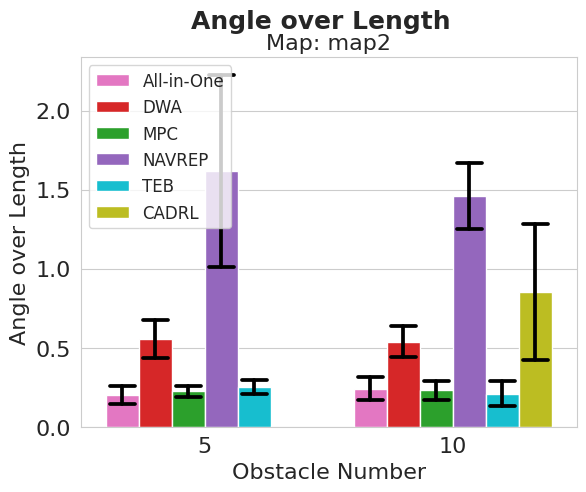 Angle over Length
Map: map2
All-in-One
DWA
MPC
NAVREP
TEB
CADRL
Angle over Length
2.0
1.5
1.0
0.5
0.0
5
10
Obstacle Number